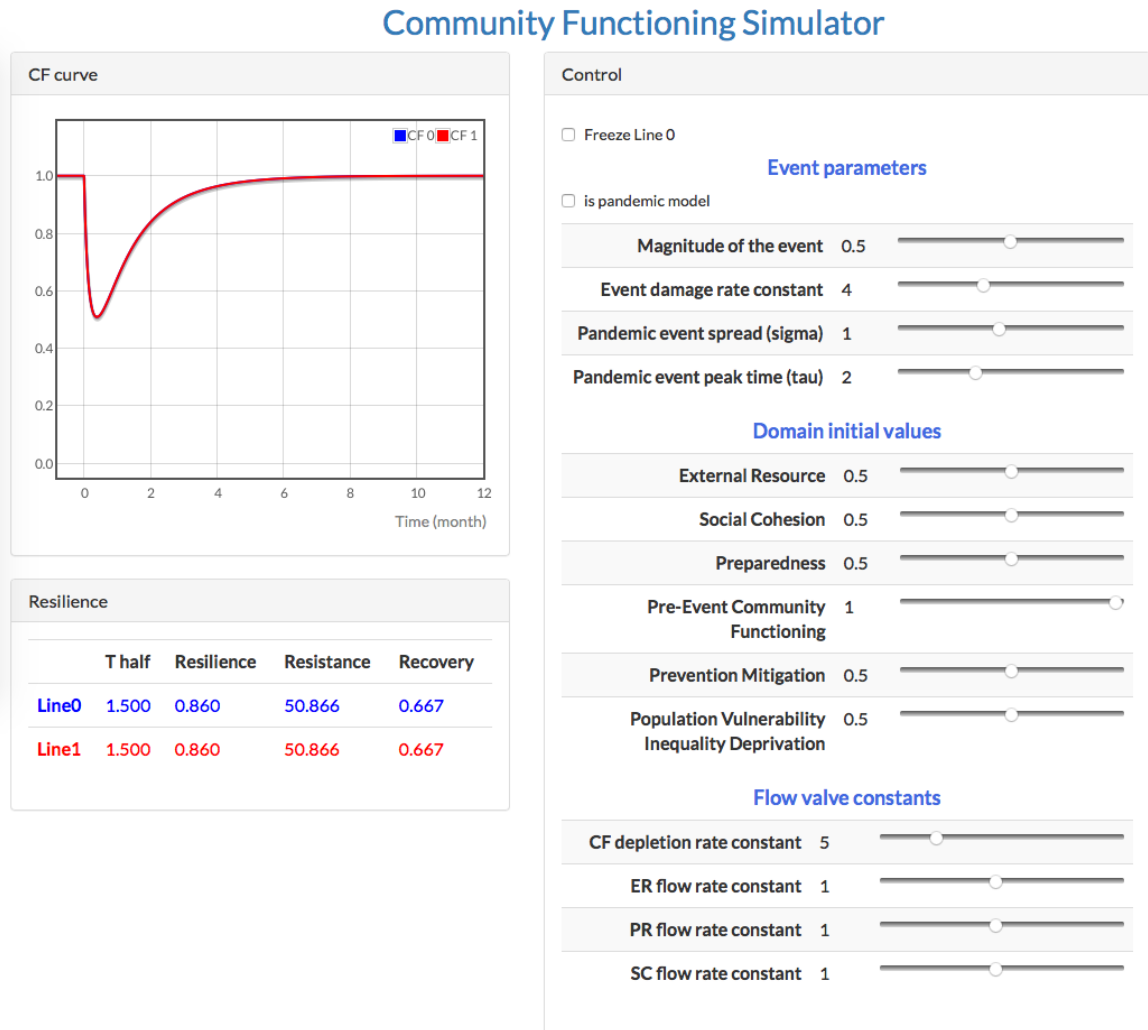 Community Functioning Simulator
CF curve
CF 0 CF 1
1.0
0.8
0.6
0.4
0.2
0.0
0 2 4 6 8 10 12
Time (month)
Resilience
T half Resilience Resistance Recovery
Line0 1.500 0.860 50.866 0.667
Line1 1.500 0.860 50.866 0.667
Control
Freeze Line 0
Event parameters
is pandemic model
Magnitude of the event 0.5
Event damage rate constant 4
Pandemic event spread (sigma) 1
Pandemic event peak time (tau) 2
Domain initial values
External Resource 0.5
Social Cohesion 0.5
Preparedness 0.5
Pre-Event Community 1
Functioning
Prevention Mitigation 0.5
Population Vulnerability 0.5
Inequality Deprivation
Flow valve constants
CF depletion rate constant 5
ER flow rate constant 1
PR flow rate constant 1
SC flow rate constant 1